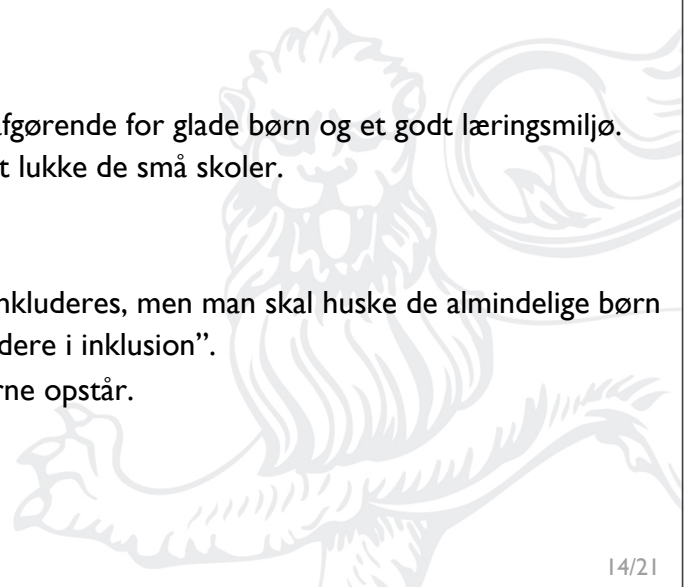 fgørende for glade børn og et godt læringsmiljø.
t lukke de små skoler.
nkluderes, men man skal huske de almindelige børn
dere i inklusion”.
rne opstår.
14/21